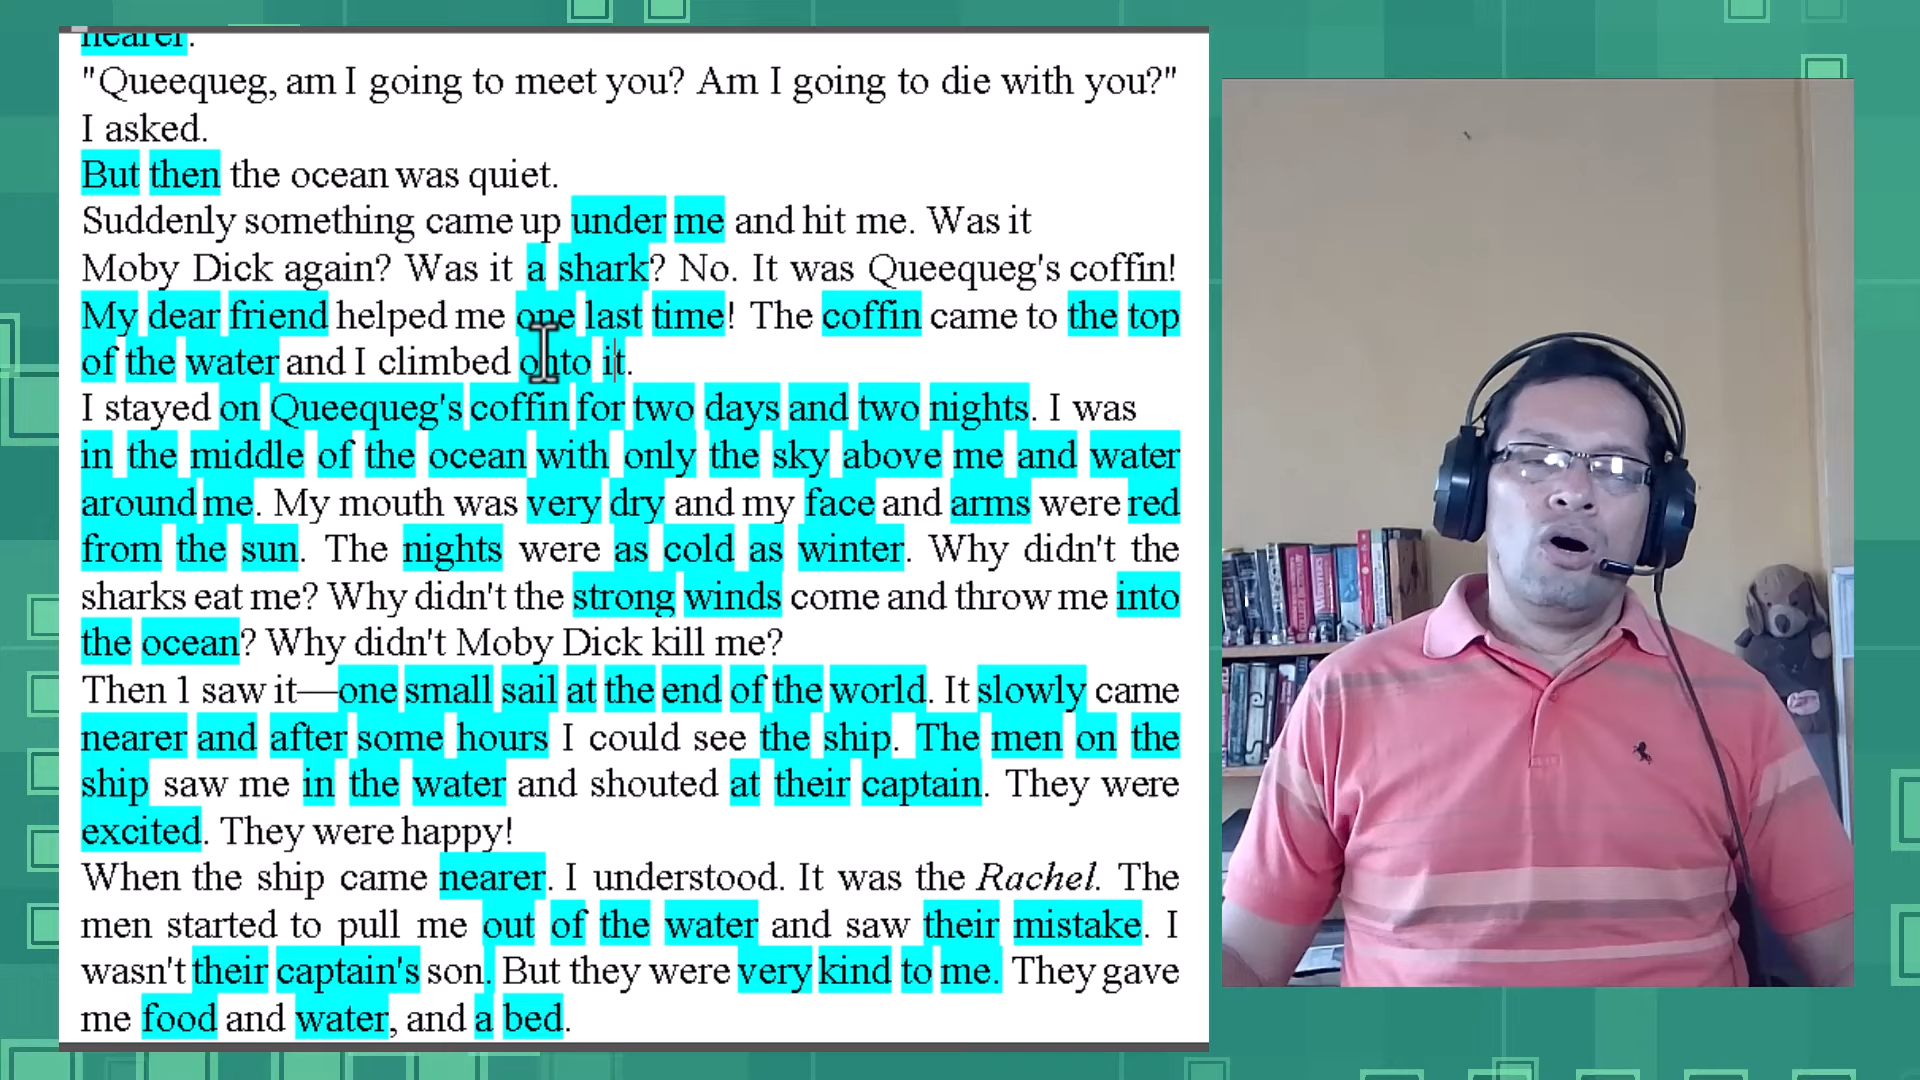 nearer.
"Queequeg, am I going to meet you? Am I going to die with you?"
I asked.
But then the ocean was quiet.
Suddenly something came up under me and hit me. Was it
Moby Dick again? Was it a shark? No. It was Queequeg's coffin!
My dear friend helped me one last time! The coffin came to the top
of the water and I climbed onto it.
I stayed on Queequeg's coffin for two days and two nights. I was
in the middle of the ocean with only the sky above me and water
around me. My mouth was very dry and my face and arms were red
from the sun. The nights were as cold as winter. Why didn't the
sharks eat me? Why didn't the strong winds come and throw me into
the ocean? Why didn't Moby Dick kill me?
Then 1 saw it—one small sail at the end of the world. It slowly came
nearer and after some hours I could see the ship. The men on the
ship saw me in the water and shouted at their captain. They were
excited. They were happy!
When the ship came nearer. I understood. It was the Rachel. The
men started to pull me out of the water and saw their mistake. I
wasn't their captain's son. But they were very kind to me. They gave
me food and water, and a bed.